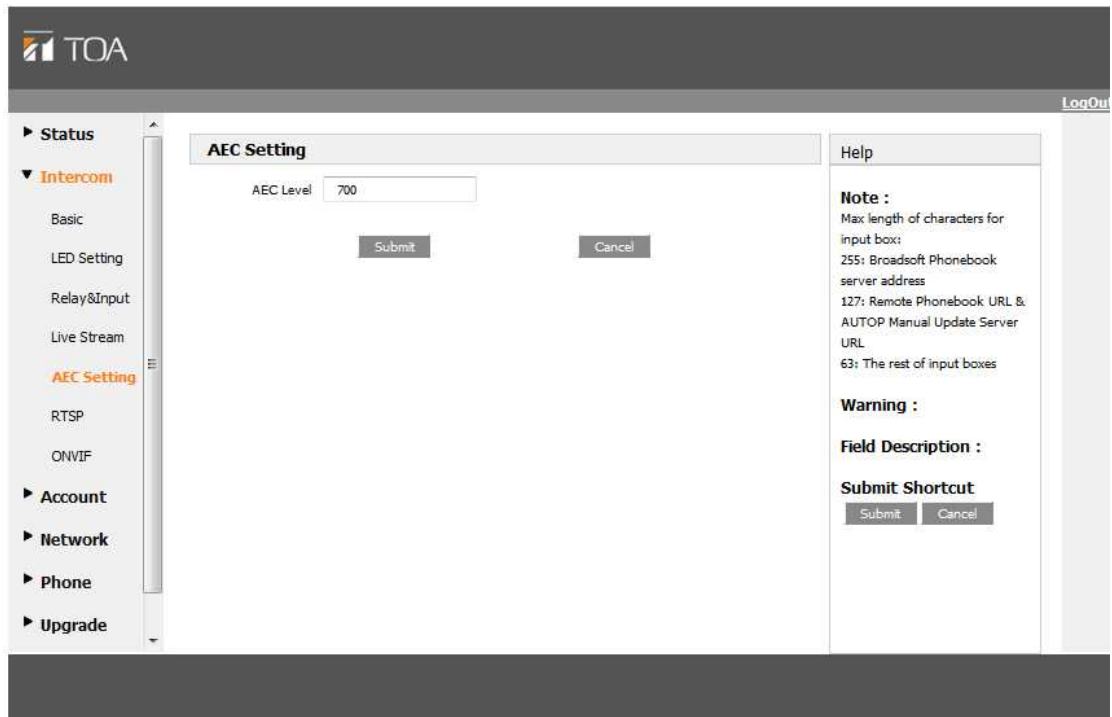 TOA
LogOut
Status
Intercom
Basic
LED Setting
Relay&Input
Live Stream
AEC Setting
RTSP
ONVIF
Account
Network
Phone
Upgrade
AEC Setting
AEC Level 700
Submit Cancel
Help
Note :
Max length of characters for
input box:
255: Broadsoft Phonebook
server address
127: Remote Phonebook URL &
AUTOP Manual Update Server
URL
63: The rest of input boxes
Warning :
Field Description :
Submit Shortcut
Submit Cancel